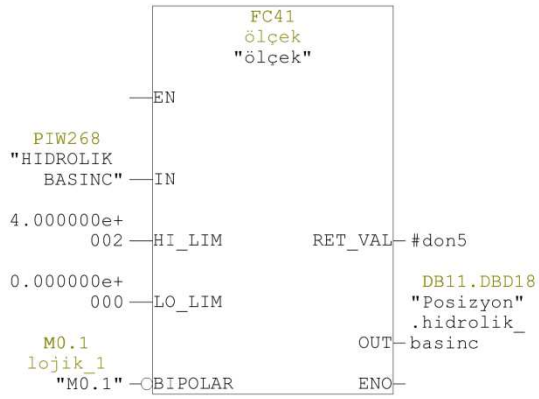 FC41
ölçek
"ölçek"
EN
PIW268
"HIDROLIK
BASINC"
IN
4.000000e+
002
HI_LIM
RET_VAL
#don5
0.000000e+
000
LO_LIM
DB11.DBD18
"Posizyon"
.hidrolik_
basinc
OUT
M0.1
lojik_1
"M0.1"
BIPOLAR
ENO